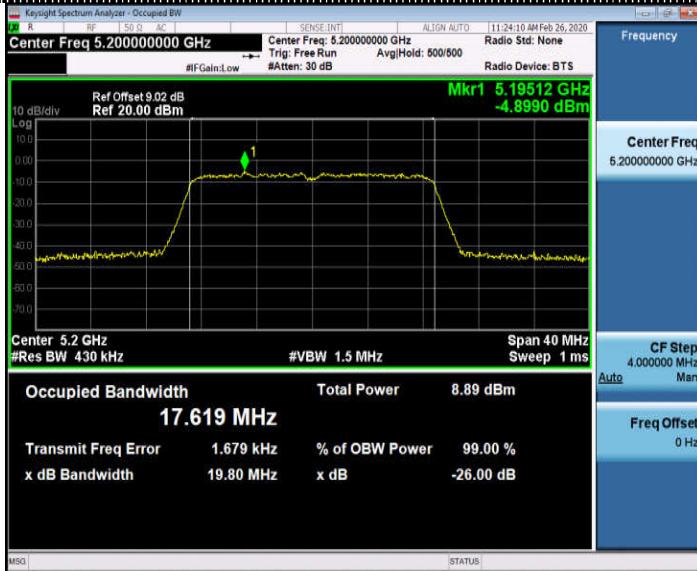 Keysight Spectrum Analyzer - Occupied BW
R RF 50 Ω AC SENSE:INT ALIGN AUTO 11:24:10 AM Feb 26, 2020
Center Freq 5.200000000 GHz
Center Freq: 5.200000000 GHz Radio Std: None
Trig: Free Run Avg|Hold: 500/500
#IFGain:Low #Atten: 30 dB Radio Device: BTS
Ref Offset 9.02 dB
10 dB/div Ref 20.00 dBm
Mkr1 5.19512 GHz
-4.8990 dBm
Log
10.0
0.00
-10.0
-20.0
-30.0
-40.0
-50.0
-60.0
-70.0
1
Center 5.2 GHz Span 40 MHz
#Res BW 430 kHz #VBW 1.5 MHz Sweep 1 ms
Occupied Bandwidth Total Power 8.89 dBm
17.619 MHz
Transmit Freq Error 1.679 kHz % of OBW Power 99.00 %
x dB Bandwidth 19.80 MHz x dB -26.00 dB
MSG STATUS
Frequency
Center Freq
5.200000000 GHz
CF Step
4.000000 MHz
Auto Man
Freq Offset
0 Hz